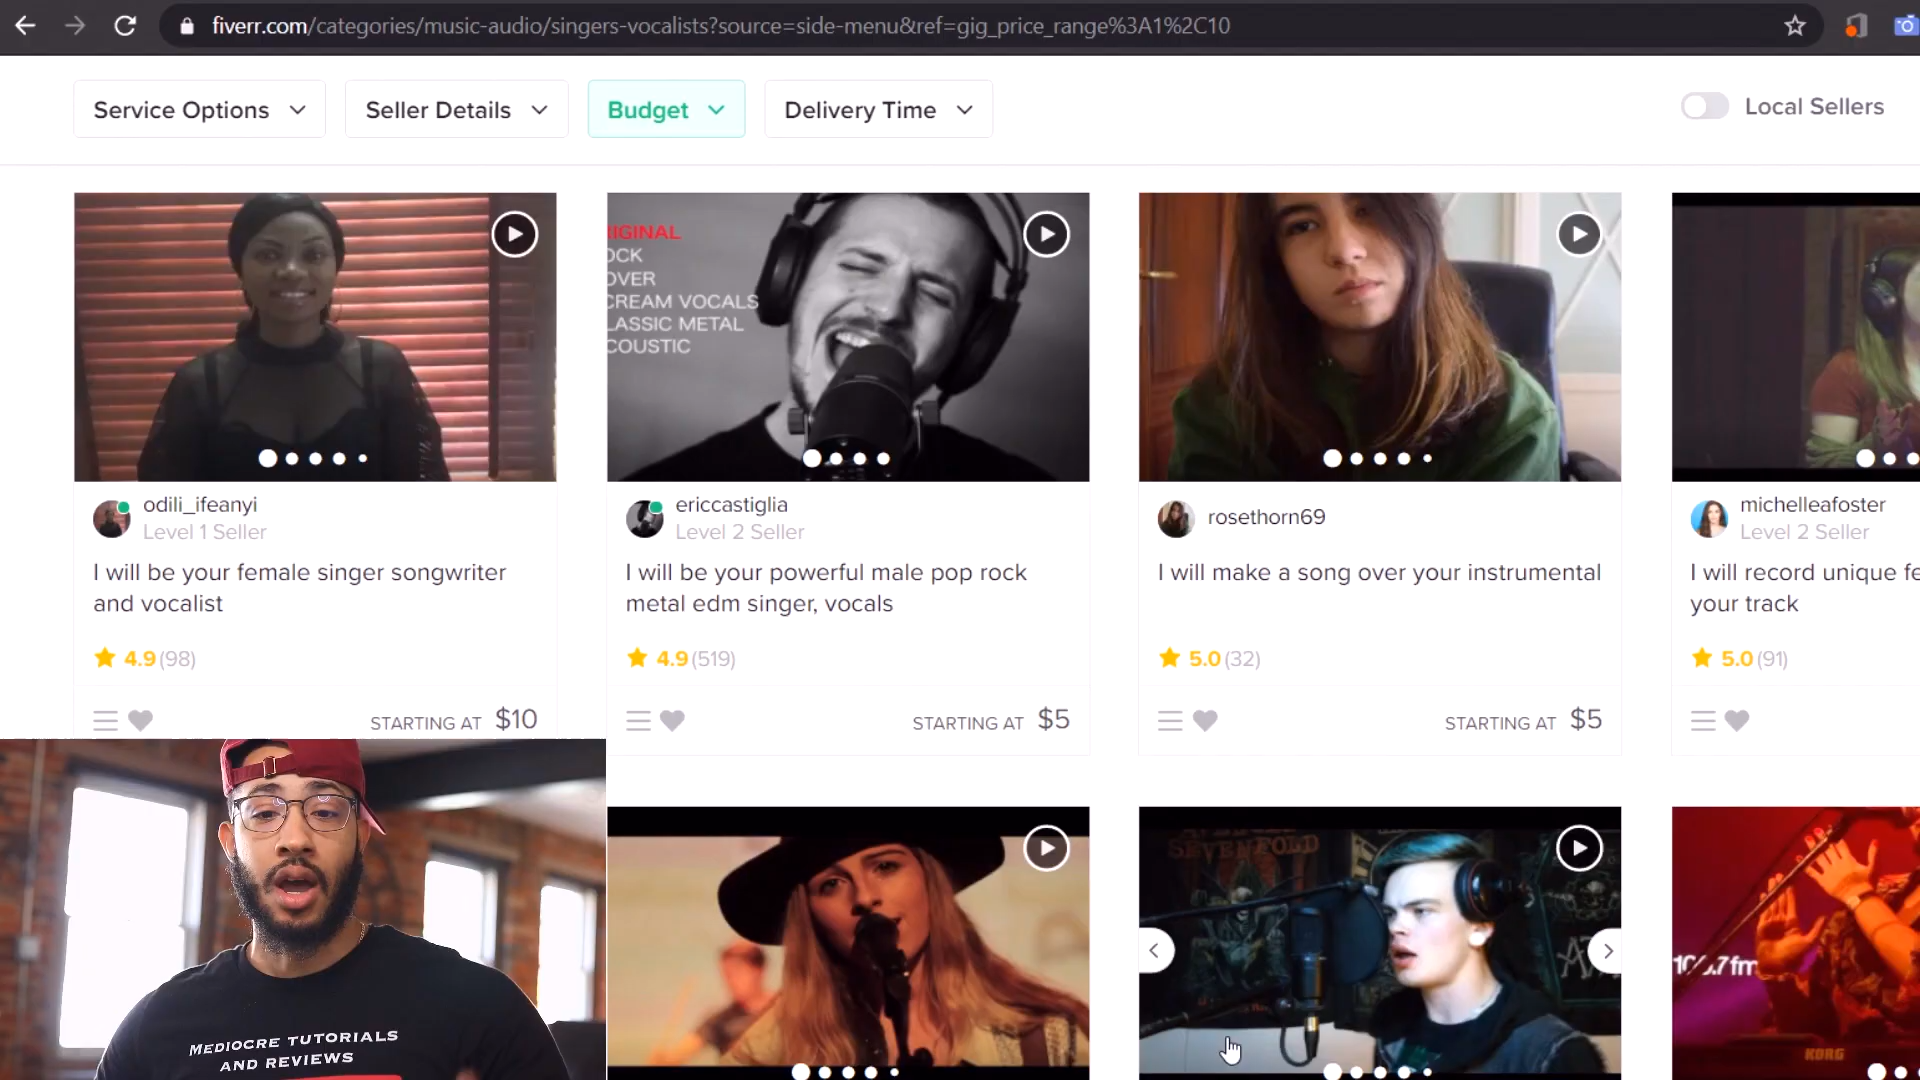 fiverr.com/categories/music-audio/singers-vocalists?source=side-menu&ref=gig_price_range%3A1%2C10
Service Options
Seller Details
Budget
Delivery Time
Local Sellers
RIGINAL
OCK
OVER
CREAM VOCALS
LASSIC METAL
COUSTIC
odili_ifeanyi
Level 1 Seller
I will be your female singer songwriter
and vocalist
4.9 (98)
STARTING AT $10
ericcastiglia
Level 2 Seller
I will be your powerful male pop rock
metal edm singer, vocals
4.9 (519)
STARTING AT $5
rosethorn69
I will make a song over your instrumental
5.0 (32)
STARTING AT $5
michelleafoster
Level 2 Seller
I will record unique fe
your track
5.0 (91)
MEDIOCRE TUTORIALS
AND REVIEWS
SEVENFOLD
KORG